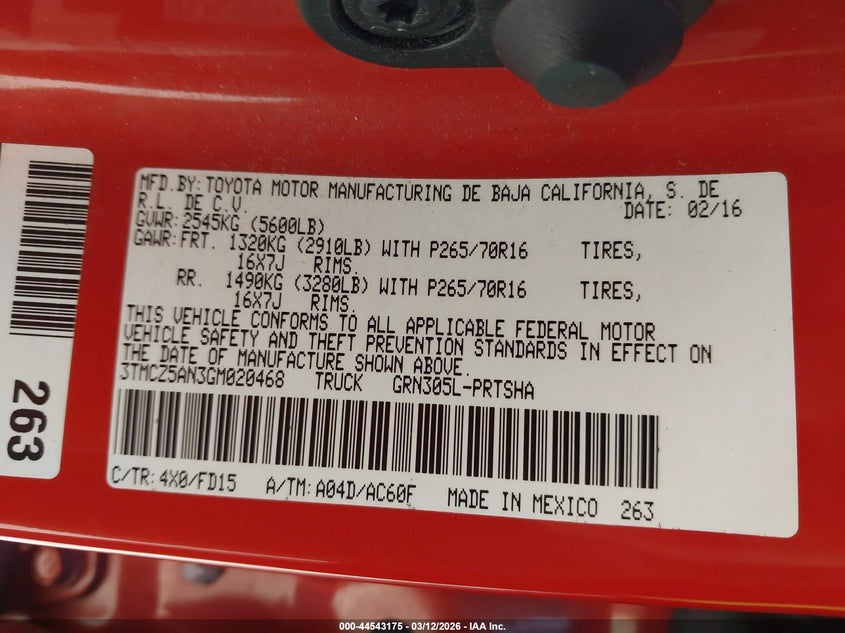 MFD.BY:TOYOTA MOTOR MANUFACTURING DE BAJA CALIFORNIA, S. DE
R.L. DE C.V. DATE: 02/16
GVWR:2545KG (5600LB)
GAWR:FRT. 1320KG (2910LB) WITH P265/70R16 TIRES,
16X7J RIMS.
RR. 1490KG (3280LB) WITH P265/70R16 TIRES,
16X7J RIMS.
THIS VEHICLE CONFORMS TO ALL APPLICABLE FEDERAL MOTOR
VEHICLE SAFETY AND THEFT PREVENTION STANDARDS IN EFFECT ON
THE DATE OF MANUFACTURE SHOWN ABOVE.
3TMCZ5AN3GM020468 TRUCK GRN305L-PRTSHA
C/TR:4X0/FD15 A/TM:A04D/AC60F MADE IN MEXICO 263
263
000-44543175 - 03/12/2026 - IAA Inc.